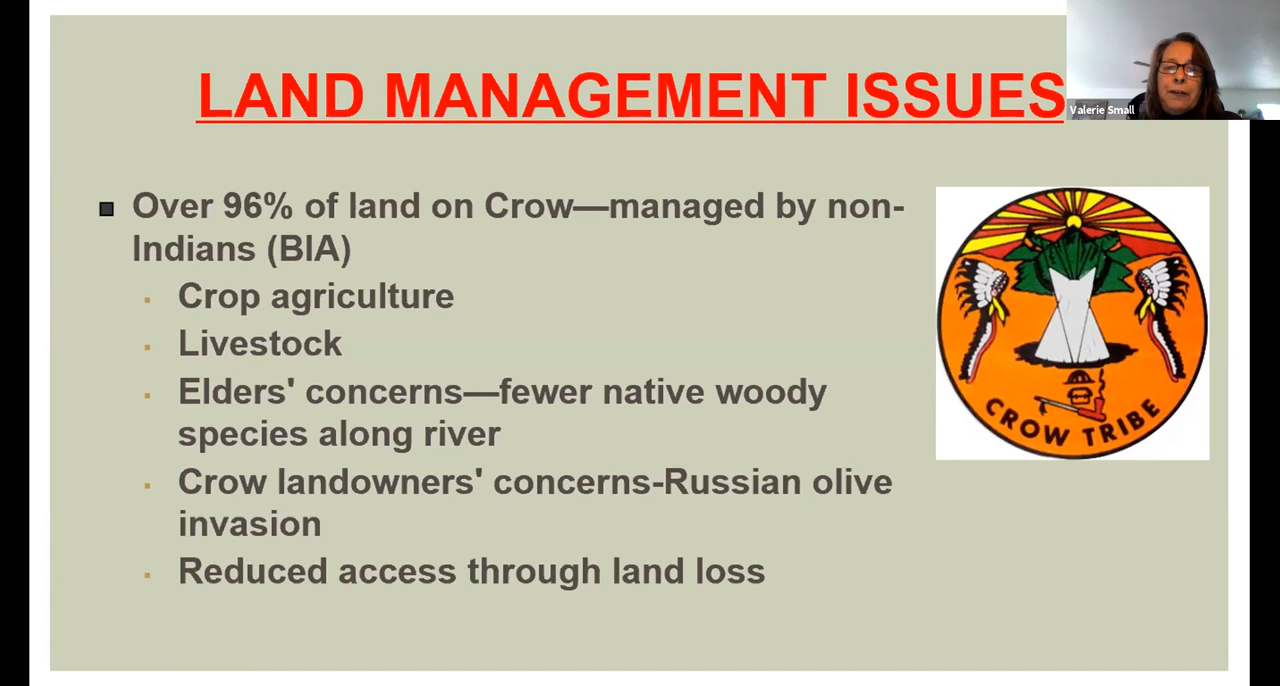 LAND MANAGEMENT ISSUES
Valerie Small
Over 96% of land on Crow—managed by non-
Indians (BIA)
Crop agriculture
Livestock
Elders' concerns—fewer native woody
species along river
Crow landowners' concerns-Russian olive
invasion
Reduced access through land loss
CROW TRIBE